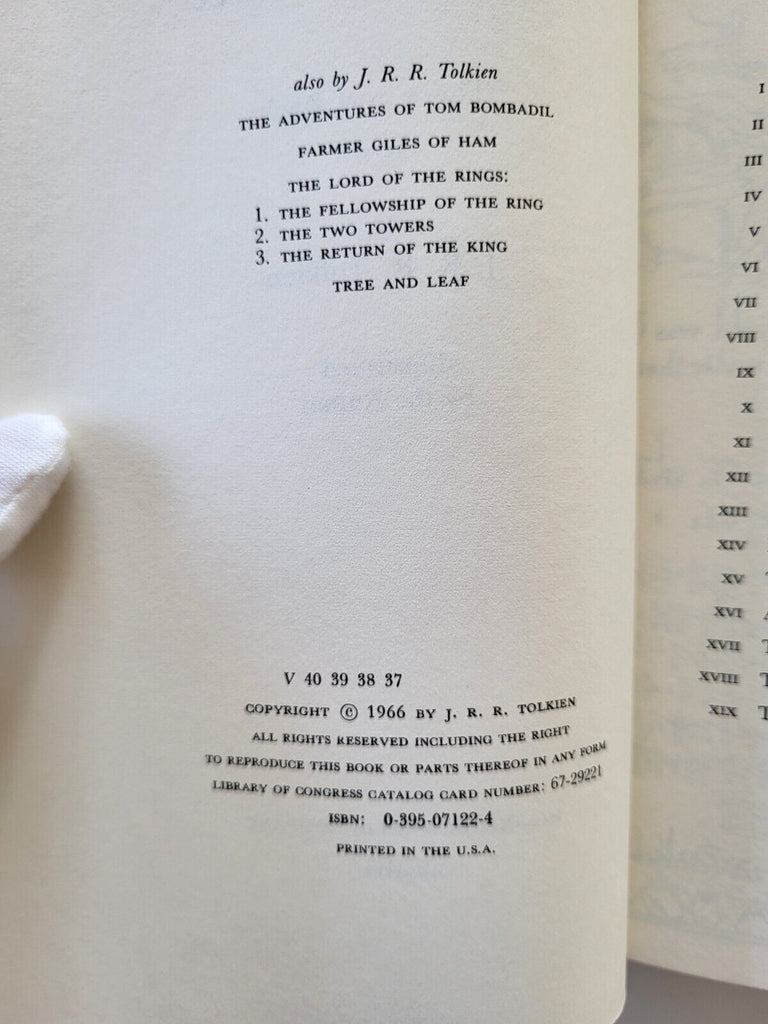 also by J. R. R. Tolkien
THE ADVENTURES OF TOM BOMBADIL
FARMER GILES OF HAM
THE LORD OF THE RINGS:
1. THE FELLOWSHIP OF THE RING
2. THE TWO TOWERS
3. THE RETURN OF THE KING
TREE AND LEAF
V 40 39 38 37
COPYRIGHT © 1966 BY J. R. R. TOLKIEN
ALL RIGHTS RESERVED INCLUDING THE RIGHT
TO REPRODUCE THIS BOOK OR PARTS THEREOF IN ANY FORM
LIBRARY OF CONGRESS CATALOG CARD NUMBER: 67-29221
ISBN: 0-395-07122-4
PRINTED IN THE U.S.A.
I
II
III
IV
V
VI
VII
VIII
IX
X
XI
XII
XIII
XIV
XV
XVI
XVII
XVIII
XIX